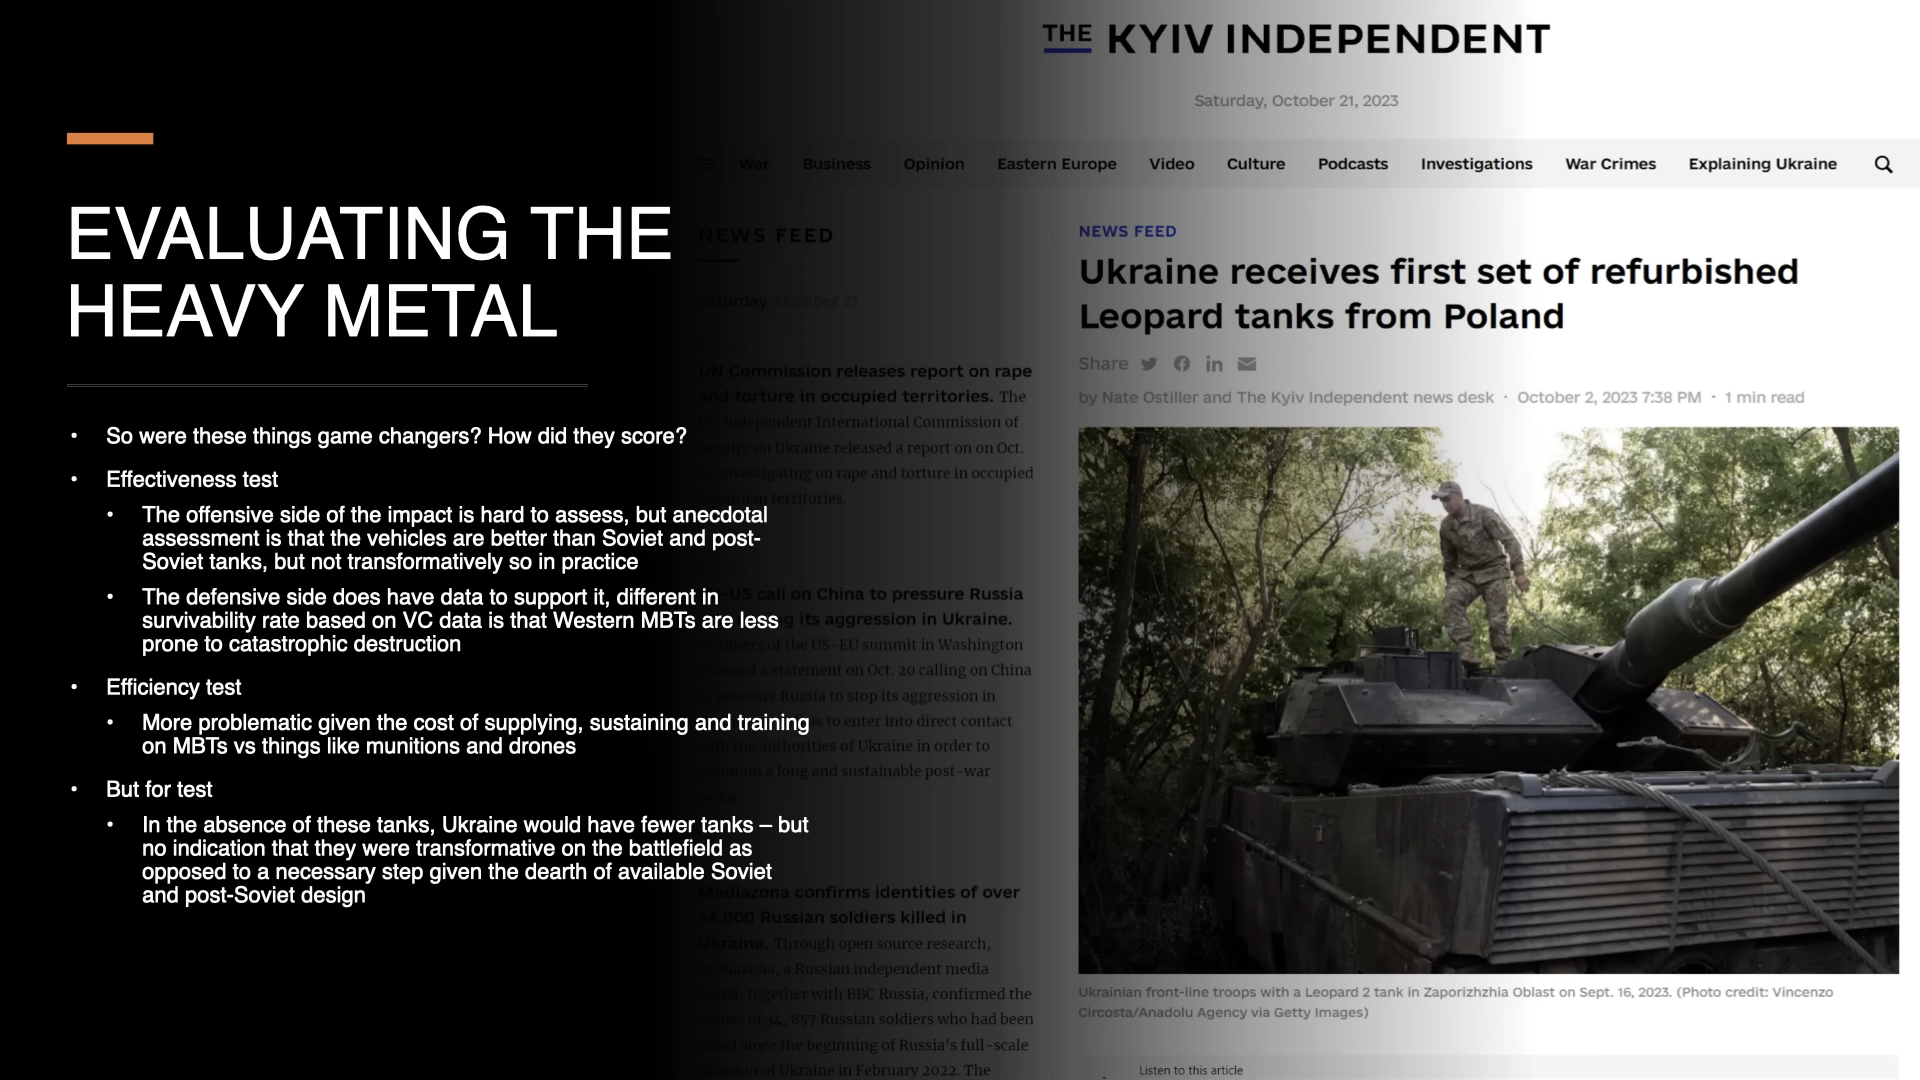 EVALUATING THE
HEAVY METAL
• So were these things game changers? How did they score?
• Effectiveness test
• The offensive side of the impact is hard to assess, but anecdotal
assessment is that the vehicles are better than Soviet and post-
Soviet tanks, but not transformatively so in practice
• The defensive side does have data to support it, different in
survivability rate based on VC data is that Western MBTs are less
prone to catastrophic destruction
• Efficiency test
• More problematic given the cost of supplying, sustaining and training
on MBTs vs things like munitions and drones
• But for test
• In the absence of these tanks, Ukraine would have fewer tanks – but
no indication that they were transformative on the battlefield as
opposed to a necessary step given the dearth of available Soviet
and post-Soviet design
THE KYIV INDEPENDENT
Saturday, October 21, 2023
War Business Opinion Eastern Europe Video Culture Podcasts Investigations War Crimes Explaining Ukraine
NEWS FEED
Saturday, October 21
UN Commission releases report on rape
and torture in occupied territories. The
Independent International Commission of
on Ukraine released a report on on Oct.
investigating on rape and torture in occupied
territories.
US call on China to pressure Russia
its aggression in Ukraine.
of the US-EU summit in Washington
a statement on Oct. 20 calling on China
pressure Russia to stop its aggression in
to enter into direct contact
the authorities of Ukraine in order to
a long and sustainable post-war
Mediazona confirms identities of over
34,000 Russian soldiers killed in
Ukraine. Through open source research,
Mediazona, a Russian independent media
outlet, together with BBC Russia, confirmed the
names of 34, 857 Russian soldiers who had been
killed since the beginning of Russia's full-scale
invasion of Ukraine in February 2022. The
NEWS FEED
Ukraine receives first set of refurbished
Leopard tanks from Poland
Share
by Nate Ostiller and The Kyiv Independent news desk · October 2, 2023 7:38 PM · 1 min read
Ukrainian front-line troops with a Leopard 2 tank in Zaporizhzhia Oblast on Sept. 16, 2023. (Photo credit: Vincenzo
Circosta/Anadolu Agency via Getty Images)
Listen to this article